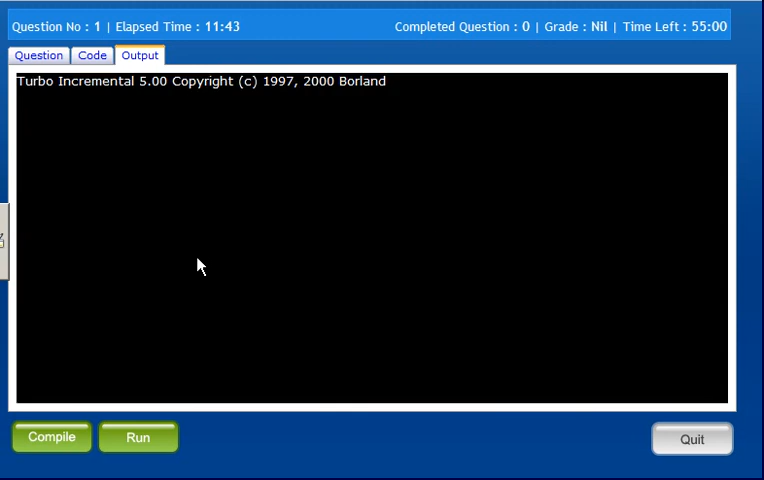 Question No : 1 | Elapsed Time : 11:43 Completed Question : 0 | Grade : Nil | Time Left : 55:00
Question Code Output
Turbo Incremental 5.00 Copyright (c) 1997, 2000 Borland
Compile Run Quit